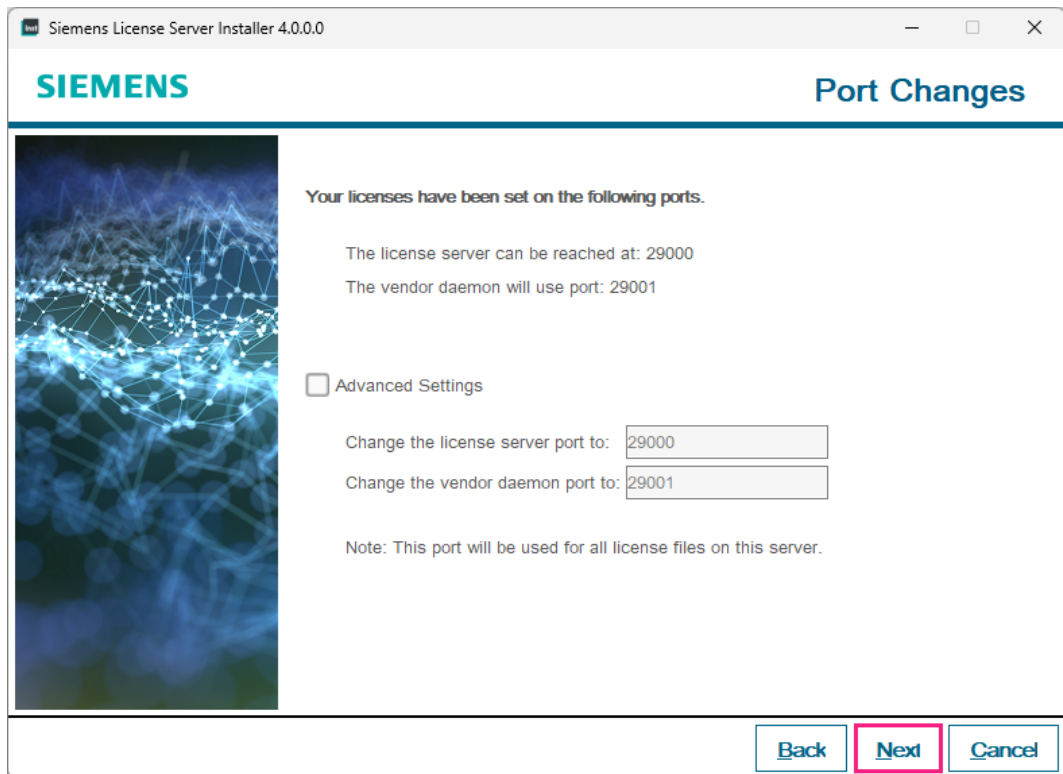 Siemens License Server Installer 4.0.0.0
SIEMENS
Port Changes
Your licenses have been set on the following ports.
The license server can be reached at: 29000
The vendor daemon will use port: 29001
Advanced Settings
Change the license server port to: 29000
Change the vendor daemon port to: 29001
Note: This port will be used for all license files on this server.
Back Next Cancel